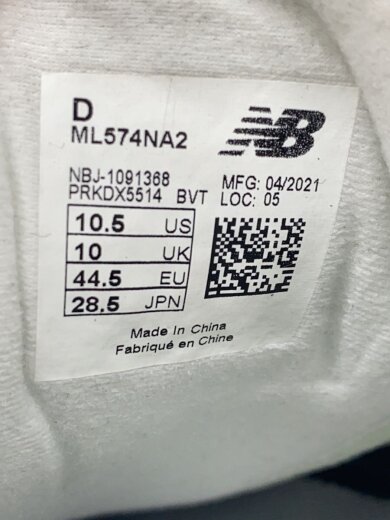 D
ML574NA2
NB
NBJ-1091368
PRKDX5514 BVT
MFG: 04/2021
LOC: 05
10.5 US
10 UK
44.5 EU
28.5 JPN
Made In China
Fabriqué en Chine